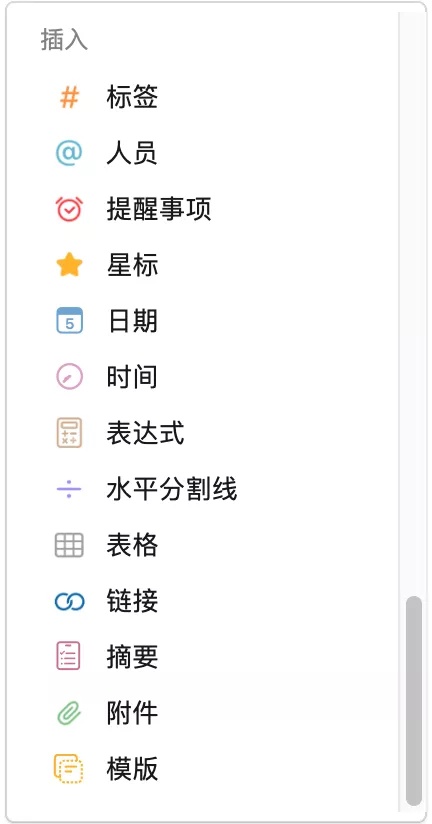 插入
# 标签
@ 人员
提醒事项
星标
5 日期
时间
表达式
水平分割线
表格
链接
摘要
附件
模版